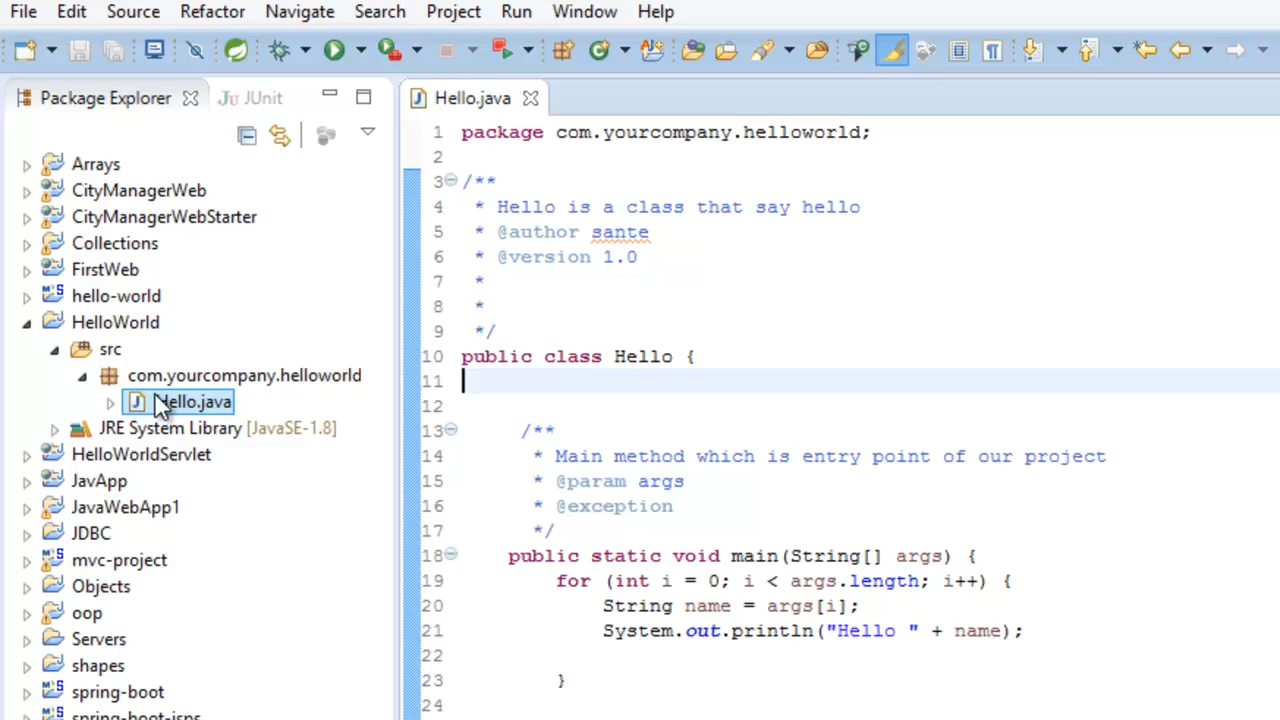 File Edit Source Refactor Navigate Search Project Run Window Help
Package Explorer JUnit
Arrays
CityManagerWeb
CityManagerWebStarter
Collections
FirstWeb
hello-world
HelloWorld
src
com.yourcompany.helloworld
Hello.java
JRE System Library [JavaSE-1.8]
HelloWorldServlet
JavApp
JavaWebApp1
JDBC
mvc-project
Objects
oop
Servers
shapes
spring-boot
spring-boot-jsps
Hello.java
1 package com.yourcompany.helloworld;
2
3 /**
4 * Hello is a class that say hello
5 * @author sante
6 * @version 1.0
7 *
8 *
9 */
10 public class Hello {
11
12
13 /**
14 * Main method which is entry point of our project
15 * @param args
16 * @exception
17 */
18 public static void main(String[] args) {
19 for (int i = 0; i < args.length; i++) {
20 String name = args[i];
21 System.out.println("Hello " + name);
22
23 }
24